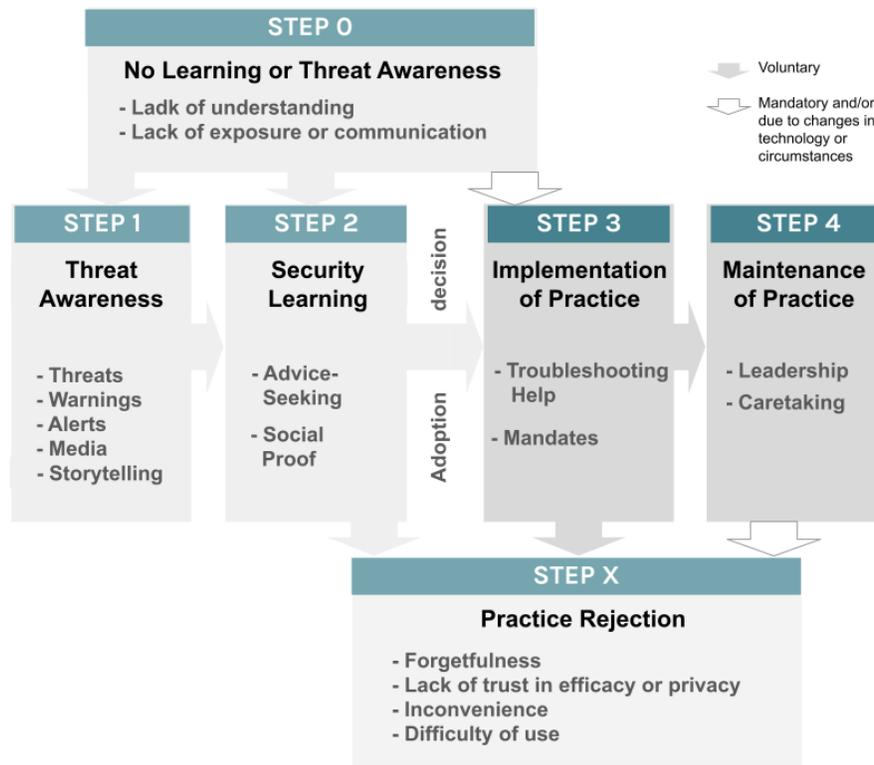 STEP 0
No Learning or Threat Awareness
- Ladk of understanding
- Lack of exposure or communication
Voluntary
Mandatory and/or
due to changes in
technology or
circumstances
STEP 1
Threat
Awareness
- Threats
- Warnings
- Alerts
- Media
- Storytelling
STEP 2
Security
Learning
- Advice-
Seeking
- Social
Proof
Adoption
decision
STEP 3
Implementation
of Practice
- Troubleshooting
Help
- Mandates
STEP 4
Maintenance
of Practice
- Leadership
- Caretaking
STEP X
Practice Rejection
- Forgetfulness
- Lack of trust in efficacy or privacy
- Inconvenience
- Difficulty of use